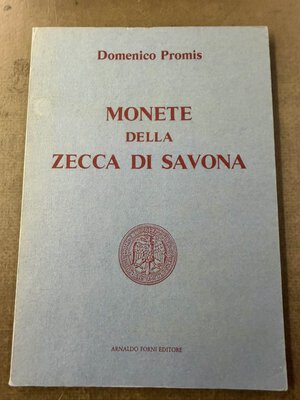 Domenico Promis
MONETE
DELLA
ZECCA DI SAVONA
ARNALDO FORNI EDITORE